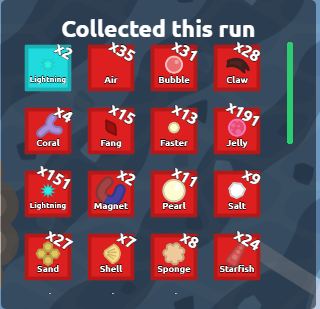 Collected this run
x2 x35 x31 x28
Lightning Air Bubble Claw
x4 x15 x13 x191
Coral Fang Faster Jelly
x151 x2 x11 x9
Lightning Magnet Pearl Salt
x27 x7 x8 x24
Sand Shell Sponge Starfish